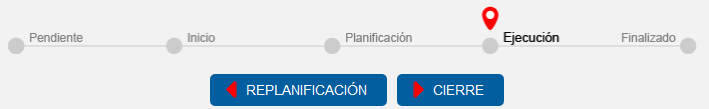 Pendiente
Inicio
Planificación
Ejecución
Finalizado
REPLANIFICACIÓN
CIERRE